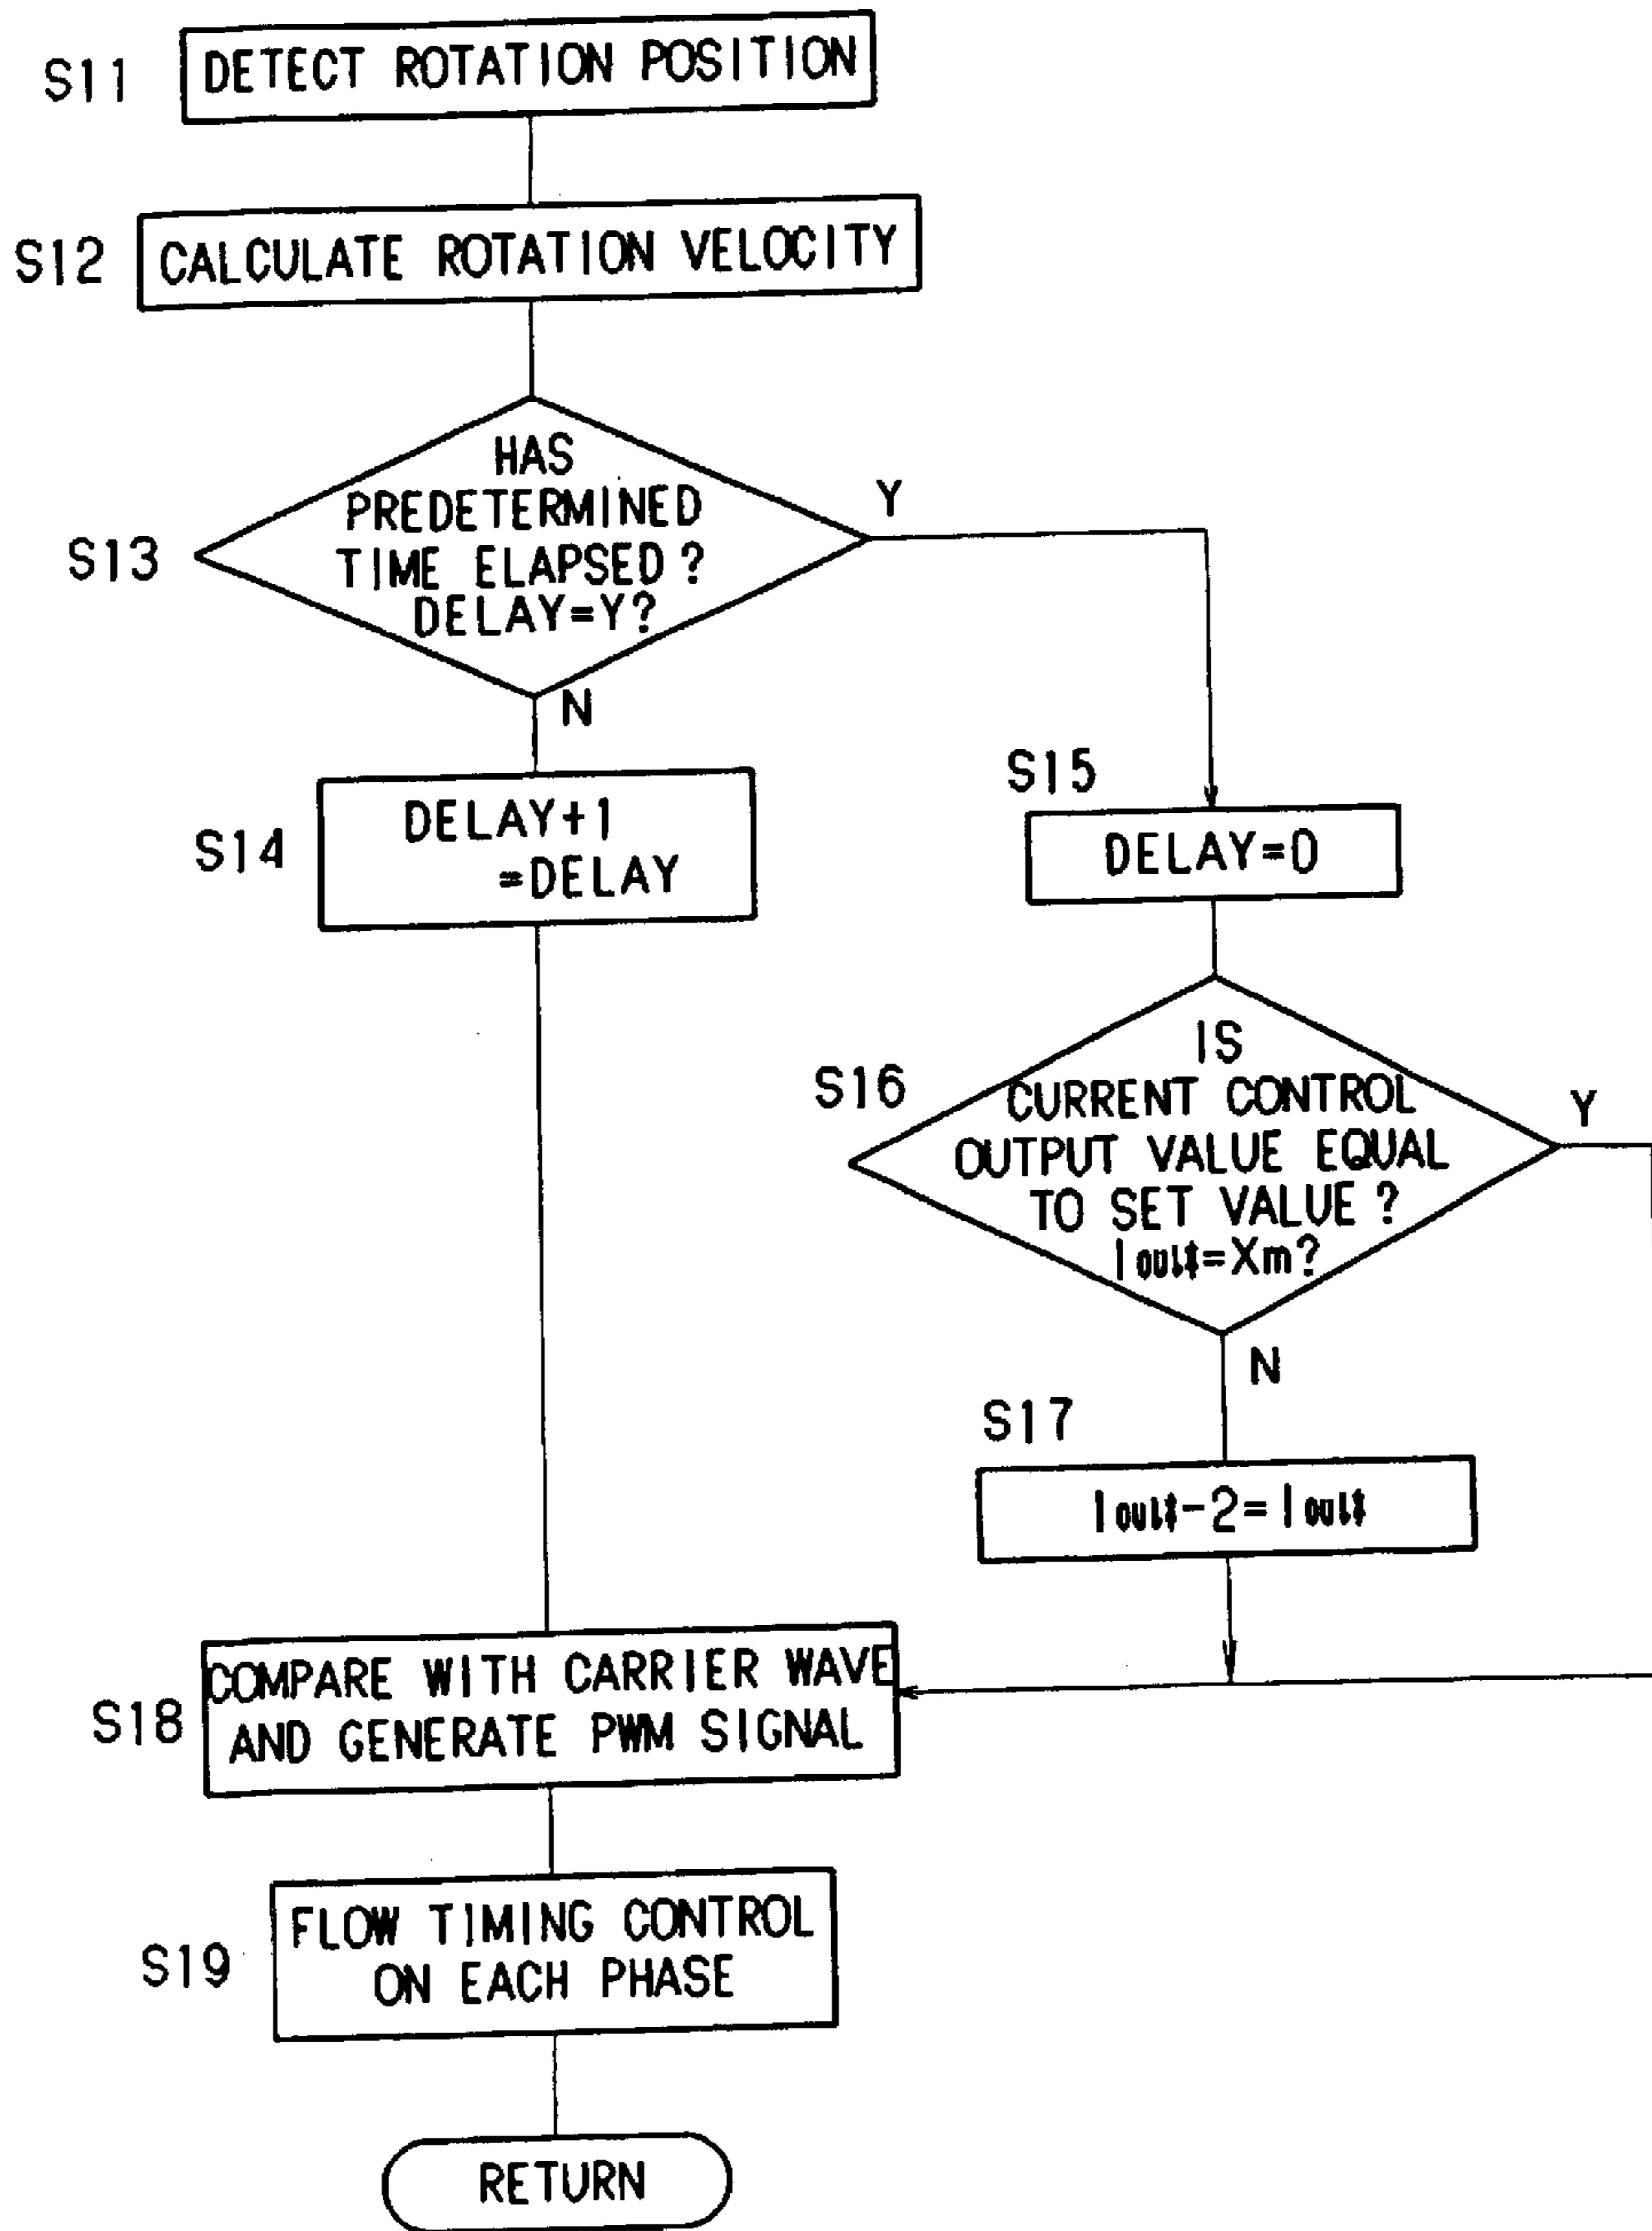 S11
DETECT ROTATION POSITION
S12
CALCULATE ROTATION VELOCITY
S13
HAS
PREDETERMINED
TIME ELAPSED?
DELAY=Y?
Y
N
S14
DELAY+1
=DELAY
S15
DELAY=0
S16
IS
CURRENT CONTROL
OUTPUT VALUE EQUAL
TO SET VALUE?
Iout$=Xm?
Y
N
S17
Iout$-2=Iout$
S18
COMPARE WITH CARRIER WAVE
AND GENERATE PWM SIGNAL
S19
FLOW TIMING CONTROL
ON EACH PHASE
RETURN